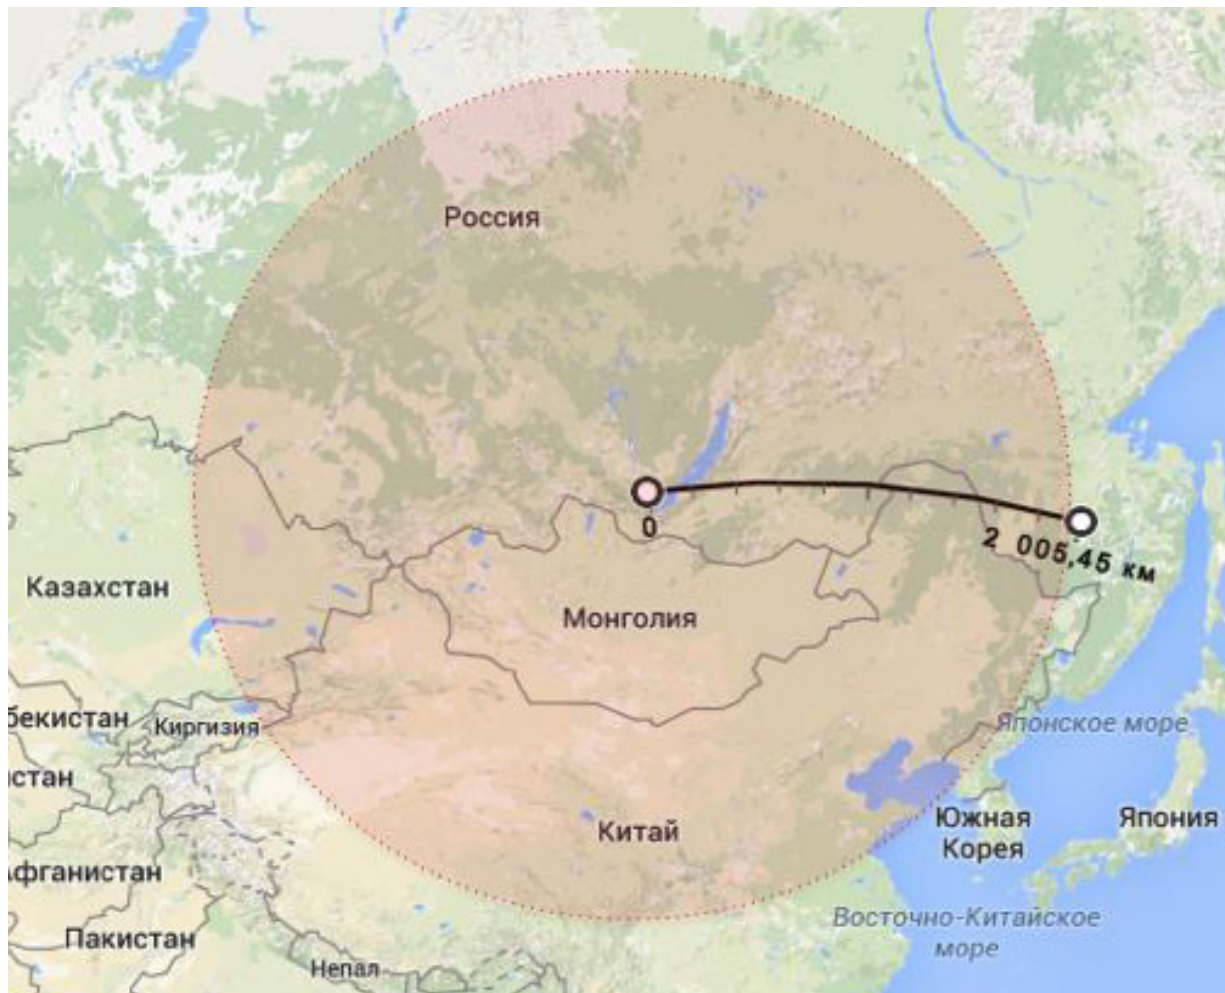 Россия
0
2 005,45 км
Казахстан
Монголия
бекистан
Киргизия
Японское море
стан
Китай
Южная
Корея
Япония
фганистан
Восточно-Китайское
море
Пакистан
Непал